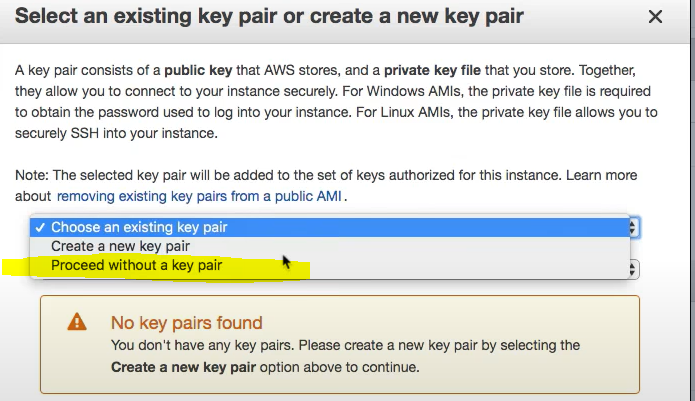 Select an existing key pair or create a new key pair
A key pair consists of a public key that AWS stores, and a private key file that you store. Together,
they allow you to connect to your instance securely. For Windows AMIs, the private key file is required
to obtain the password used to log into your instance. For Linux AMIs, the private key file allows you to
securely SSH into your instance.
Note: The selected key pair will be added to the set of keys authorized for this instance. Learn more
about removing existing key pairs from a public AMI.
✓ Choose an existing key pair
Create a new key pair
Proceed without a key pair
No key pairs found
You don't have any key pairs. Please create a new key pair by selecting the
Create a new key pair option above to continue.